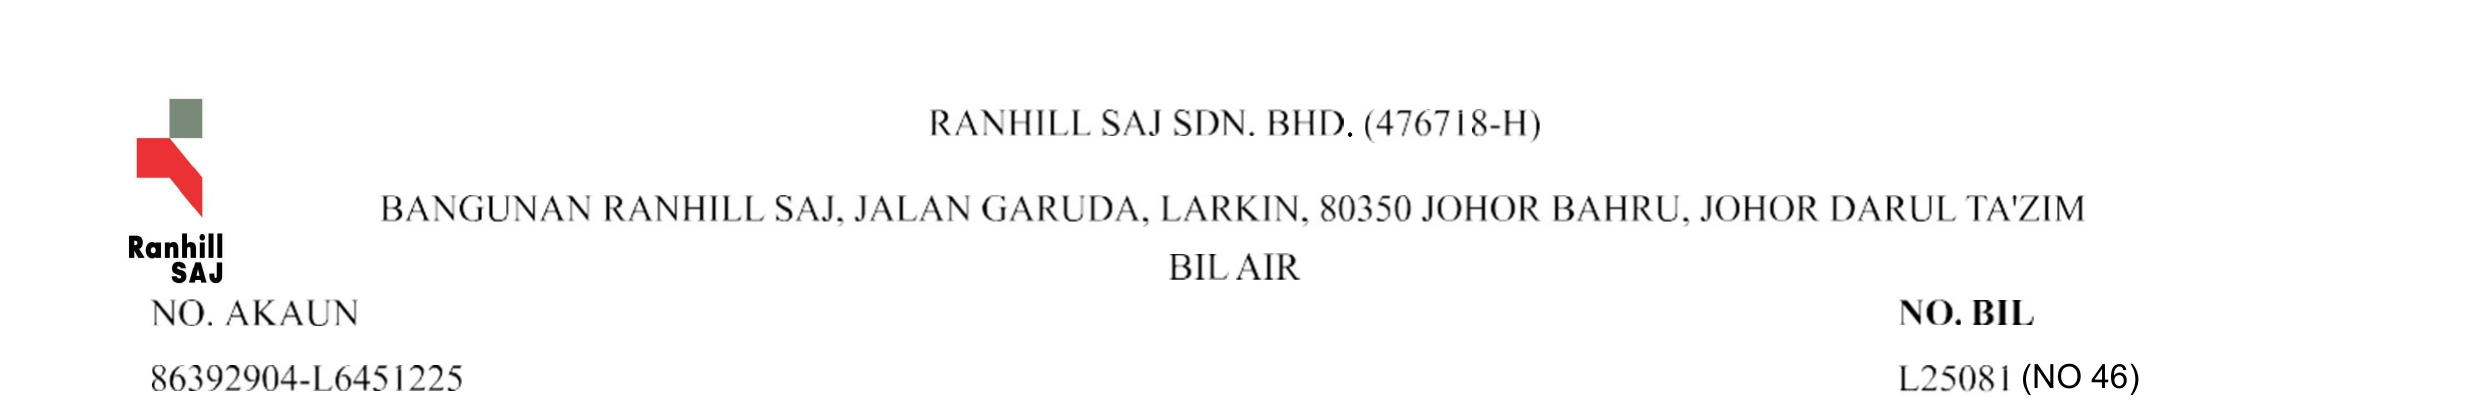 RANHILL SAJ SDN. BHD. (476718-H)
BANGUNAN RANHILL SAJ, JALAN GARUDA, LARKIN, 80350 JOHOR BAHRU, JOHOR DARUL TA'ZIM
Ranhill
SAJ
BIL AIR
NO. AKAUN
NO. BIL
86392904-L6451225
L25081 (NO 46)